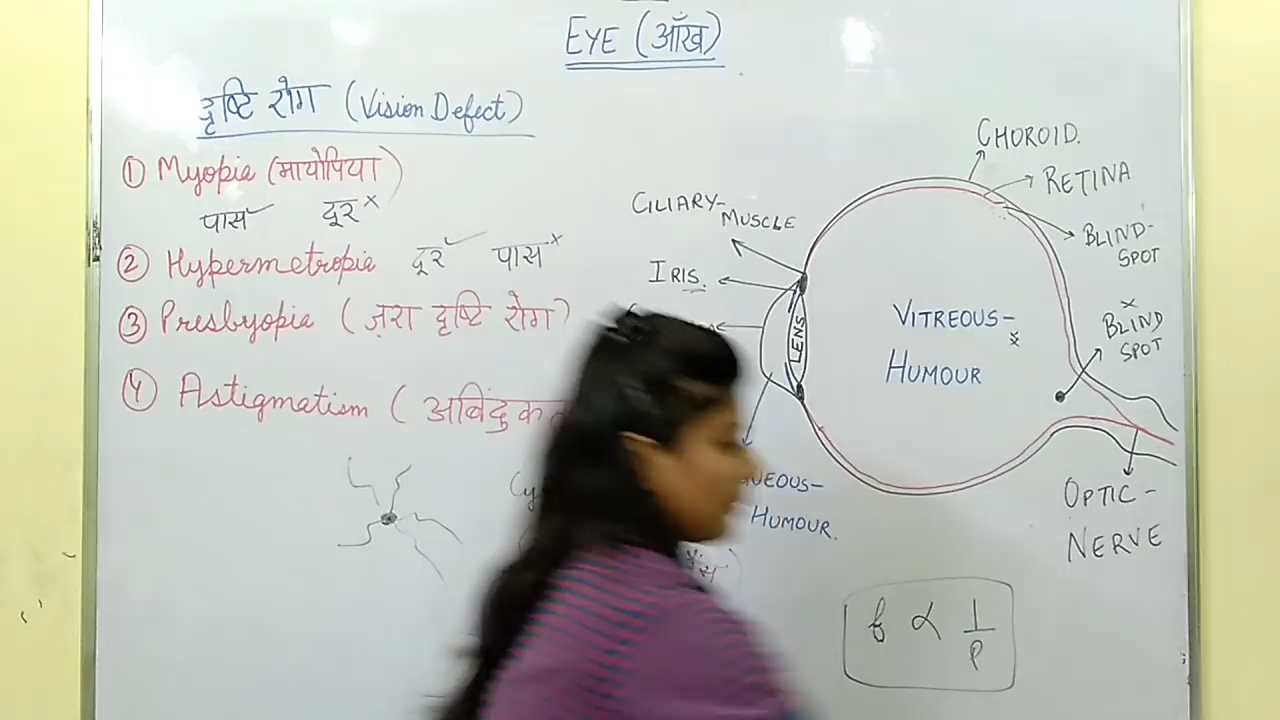 EYE (आँख)
दृष्टि रोग (Vision Defect)
① Myopia (मायोपिया)
पास✓ दूर×
② Hypermetropia दूर✓ पास×
③ Presbyopia (ज़रा दृष्टि रोग)
④ Astigmatism (
CHOROID.
RETINA
BLIND-
SPOT
CILIARY-
MUSCLE
IRIS.
LENS
VITREOUS-
HUMOUR
×
BLIND
SPOT
HUMOUR.
OPTIC-
NERVE
f ∝ 1/P